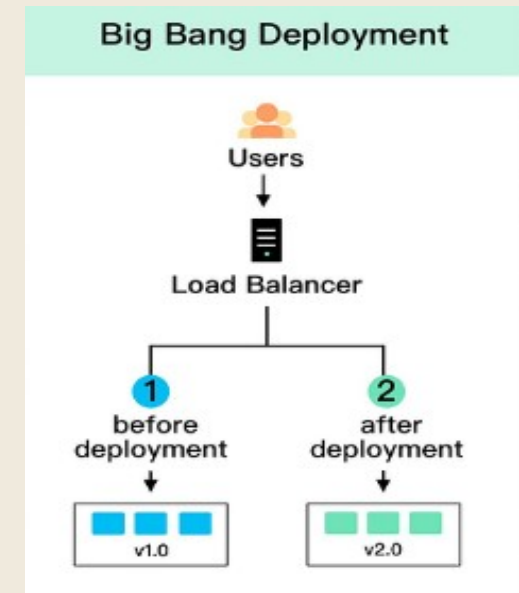 Big Bang Deployment
Users
Load Balancer
1
before
deployment
v1.0
2
after
deployment
v2.0